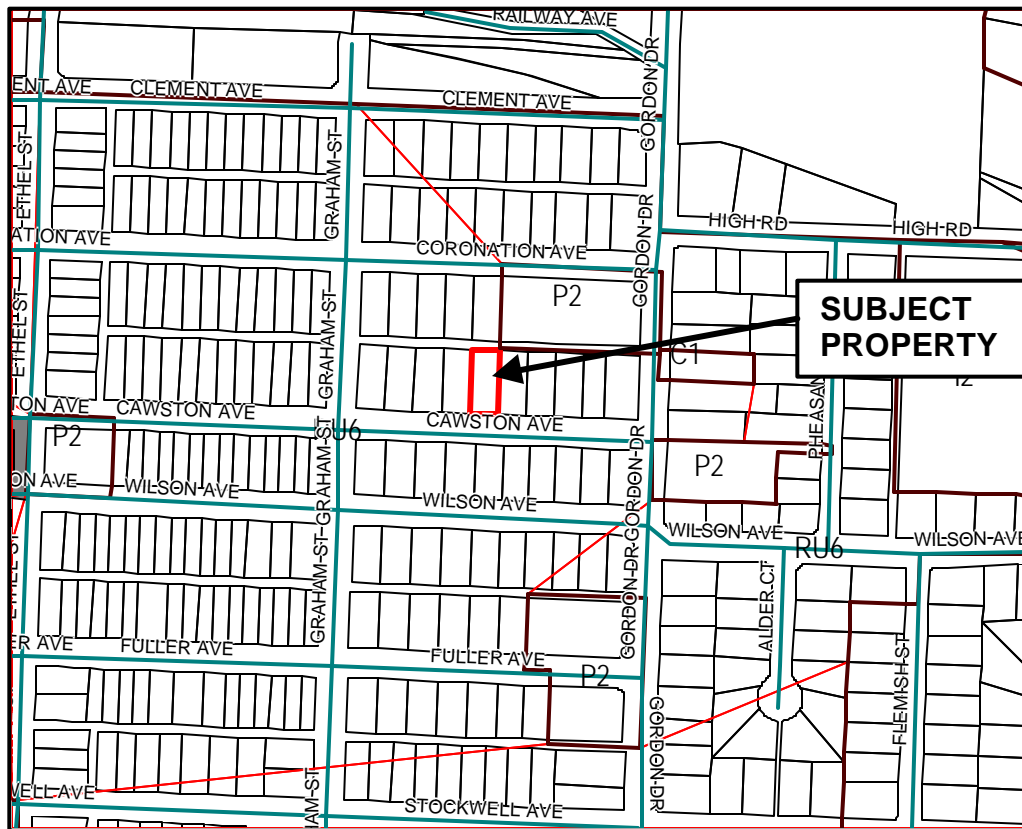 RAILWAY AVE
GORDON DR
ENT AVE
CLEMENT AVE
CLEMENT AVE
ETHEL ST
GRAHAM ST
GORDON DR
HIGH RD
HIGH RD
ATION AVE
CORONATION AVE
P2
SUBJECT
PROPERTY
ETHEL ST
GRAHAM ST
C1
TON AVE
CAWSTON AVE
CAWSTON AVE
PHEASAN
P2
U6
GRAHAM ST
GORDON DR
P2
ON AVE
WILSON AVE
WILSON AVE
WILSON AVE
WILSON AVE
RU6
GRAHAM ST
GORDON DR
ALDER CT
ER AVE
FULLER AVE
FULLER AVE
P2
FLEMISH ST
GORDON DR
WELL AVE
HAM ST
STOCKWELL AVE